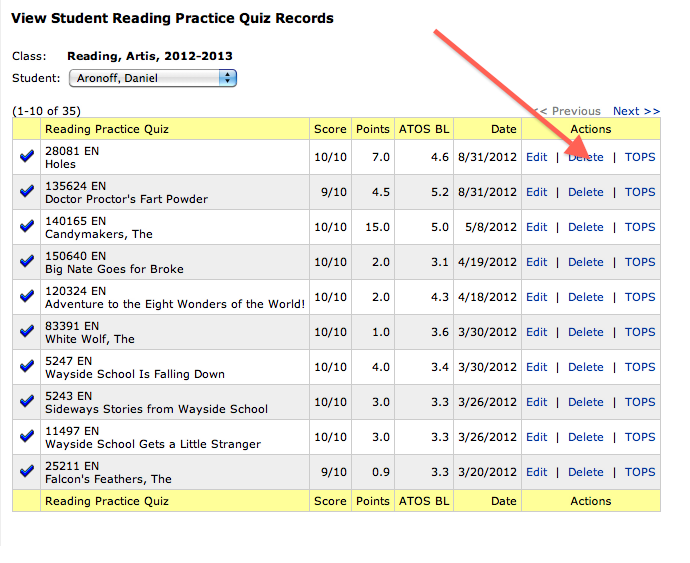 View Student Reading Practice Quiz Records
Class: Reading, Artis, 2012-2013
Student: Aronoff, Daniel
(1-10 of 35) << Previous Next >>
Reading Practice Quiz Score Points ATOS BL Date Actions
28081 EN
Holes 10/10 7.0 4.6 8/31/2012 Edit | Delete | TOPS
135624 EN
Doctor Proctor's Fart Powder 9/10 4.5 5.2 8/31/2012 Edit | Delete | TOPS
140165 EN
Candymakers, The 10/10 15.0 5.0 5/8/2012 Edit | Delete | TOPS
150640 EN
Big Nate Goes for Broke 10/10 2.0 3.1 4/19/2012 Edit | Delete | TOPS
120324 EN
Adventure to the Eight Wonders of the World! 10/10 2.0 4.3 4/18/2012 Edit | Delete | TOPS
83391 EN
White Wolf, The 10/10 1.0 3.6 3/30/2012 Edit | Delete | TOPS
5247 EN
Wayside School Is Falling Down 10/10 4.0 3.4 3/30/2012 Edit | Delete | TOPS
5243 EN
Sideways Stories from Wayside School 10/10 3.0 3.3 3/26/2012 Edit | Delete | TOPS
11497 EN
Wayside School Gets a Little Stranger 10/10 3.0 3.3 3/26/2012 Edit | Delete | TOPS
25211 EN
Falcon's Feathers, The 9/10 0.9 3.3 3/20/2012 Edit | Delete | TOPS
Reading Practice Quiz Score Points ATOS BL Date Actions